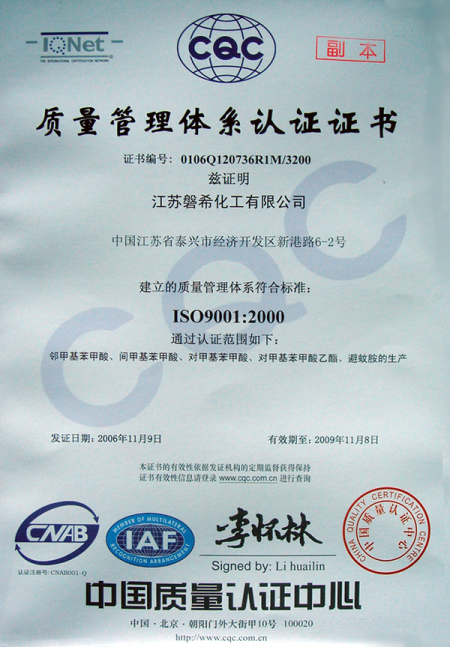 IQNet
THE INTERNATIONAL CERTIFICATION NETWORK
CQC
副本
质量管理体系认证证书
证书编号: 0106Q120736R1M/3200
兹证明
江苏磐希化工有限公司
中国江苏省泰兴市经济开发区新港路6-2号
建立的质量管理体系符合标准:
ISO9001:2000
通过认证范围如下:
邻甲基苯甲酸、间甲基苯甲酸、对甲基苯甲酸、对甲基苯甲酸乙酯、避蚊胺的生产
发证日期: 2006年11月9日
有效期至: 2009年11月8日
本证书的有效性依据发证机构的定期监督获得保持
证书有效性信息请登录 www.cqc.com.cn 进行查询
CQC
CNAB
认证注册号: CNAB001-Q
MEMBER OF MULTILATERAL
IAF
RECOGNITION ARRANGEMENT
李怀林
Signed by: Li huailin
CHINA QUALITY CERTIFICATION CENTRE
中国质量认证中心
中国质量认证中心
中国·北京·朝阳门外大街甲10号 100020
http://www.cqc.com.cn